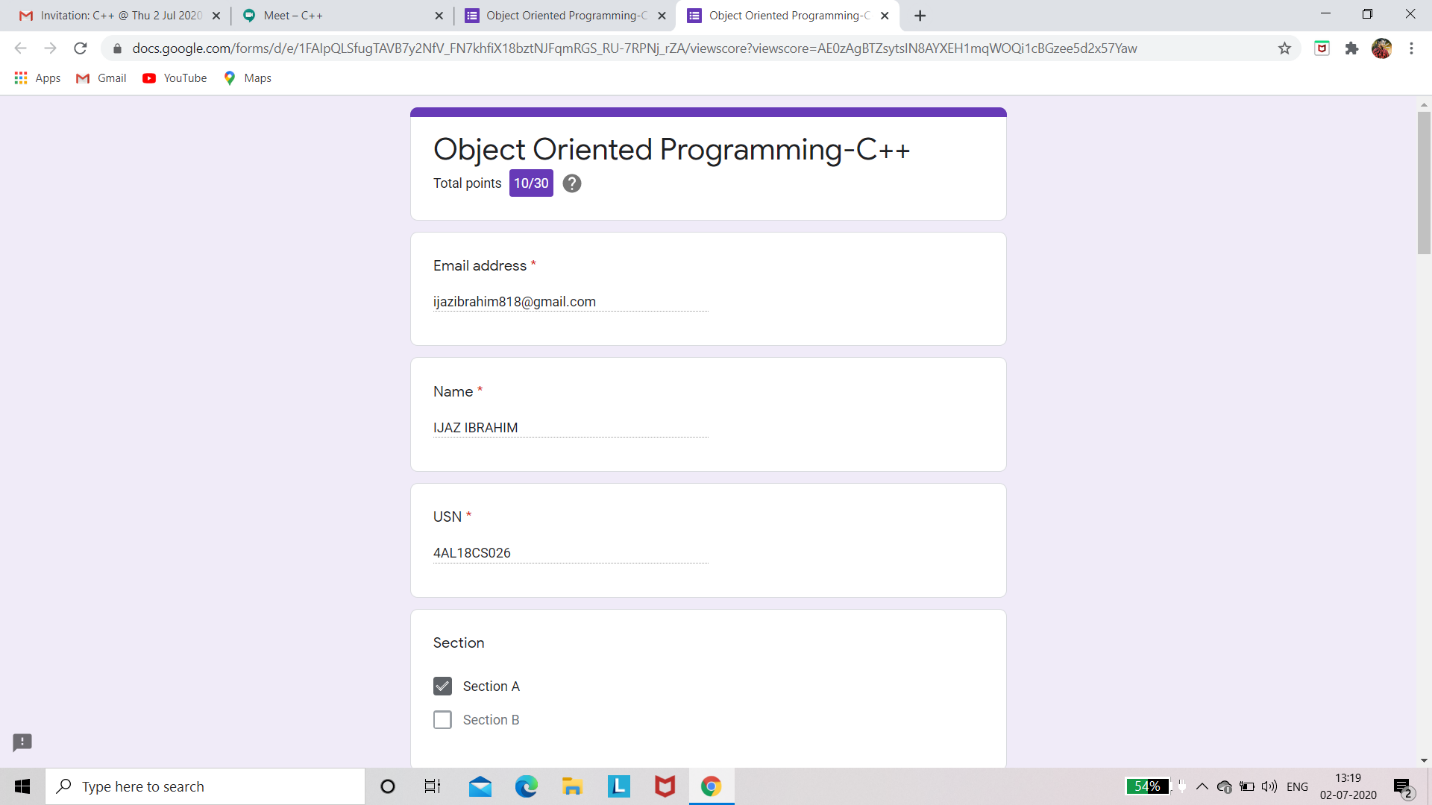 Invitation: C++ @ Thu 2 Jul 2020
Meet – C++
Object Oriented Programming-C
Object Oriented Programming-C
docs.google.com/forms/d/e/1FAIpQLSfugTAVB7y2NfV_FN7khfiX18bztNJFqmRGS_RU-7RPNj_rZA/viewscore?viewscore=AE0zAgBTZsytsIN8AYXEH1mqWOQi1cBGzee5d2x57Yaw
Apps Gmail YouTube Maps
Object Oriented Programming-C++
Total points 10/30
Email address *
ijazibrahim818@gmail.com
Name *
IJAZ IBRAHIM
USN *
4AL18CS026
Section
Section A
Section B
Type here to search
54%
ENG
13:19
02-07-2020
2